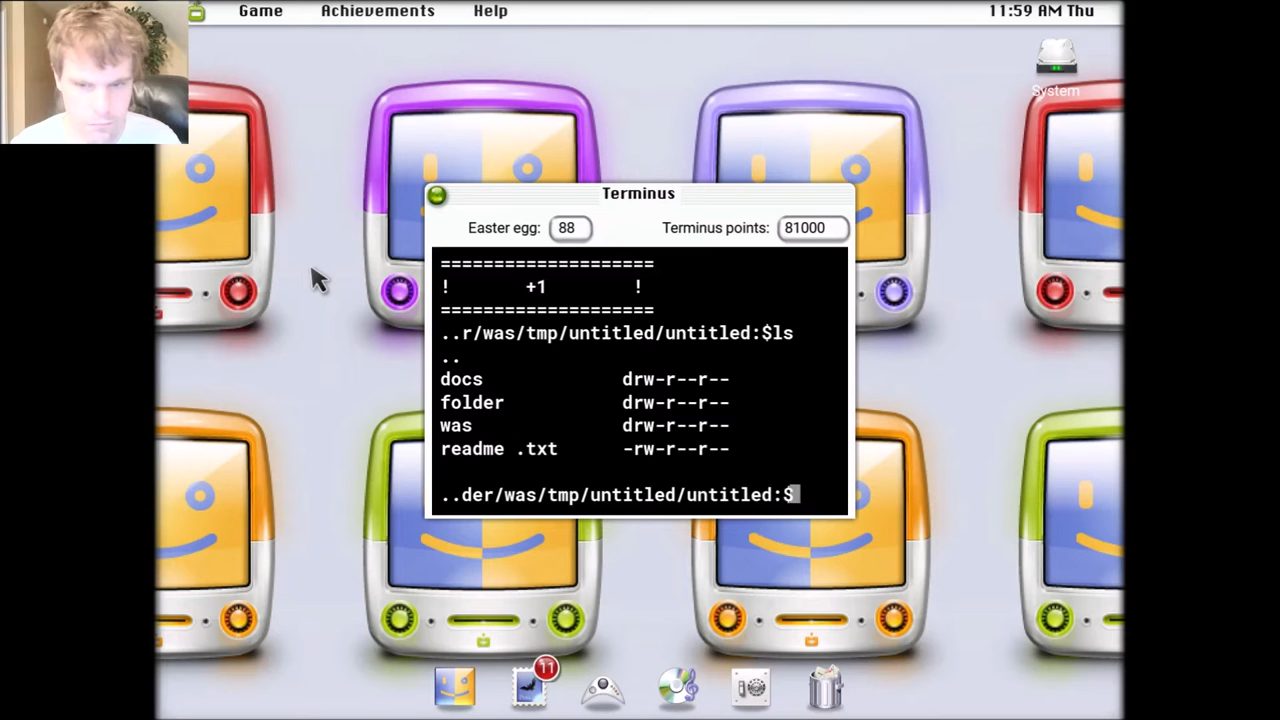 Game Achievements Help 11:59 AM Thu
System
Terminus
Easter egg: 88 Terminus points: 81000
====================
! +1 !
====================
..r/was/tmp/untitled/untitled:$ls
..
docs drw-r--r--
folder drw-r--r--
was drw-r--r--
readme .txt -rw-r--r--
..der/was/tmp/untitled/untitled:$
11